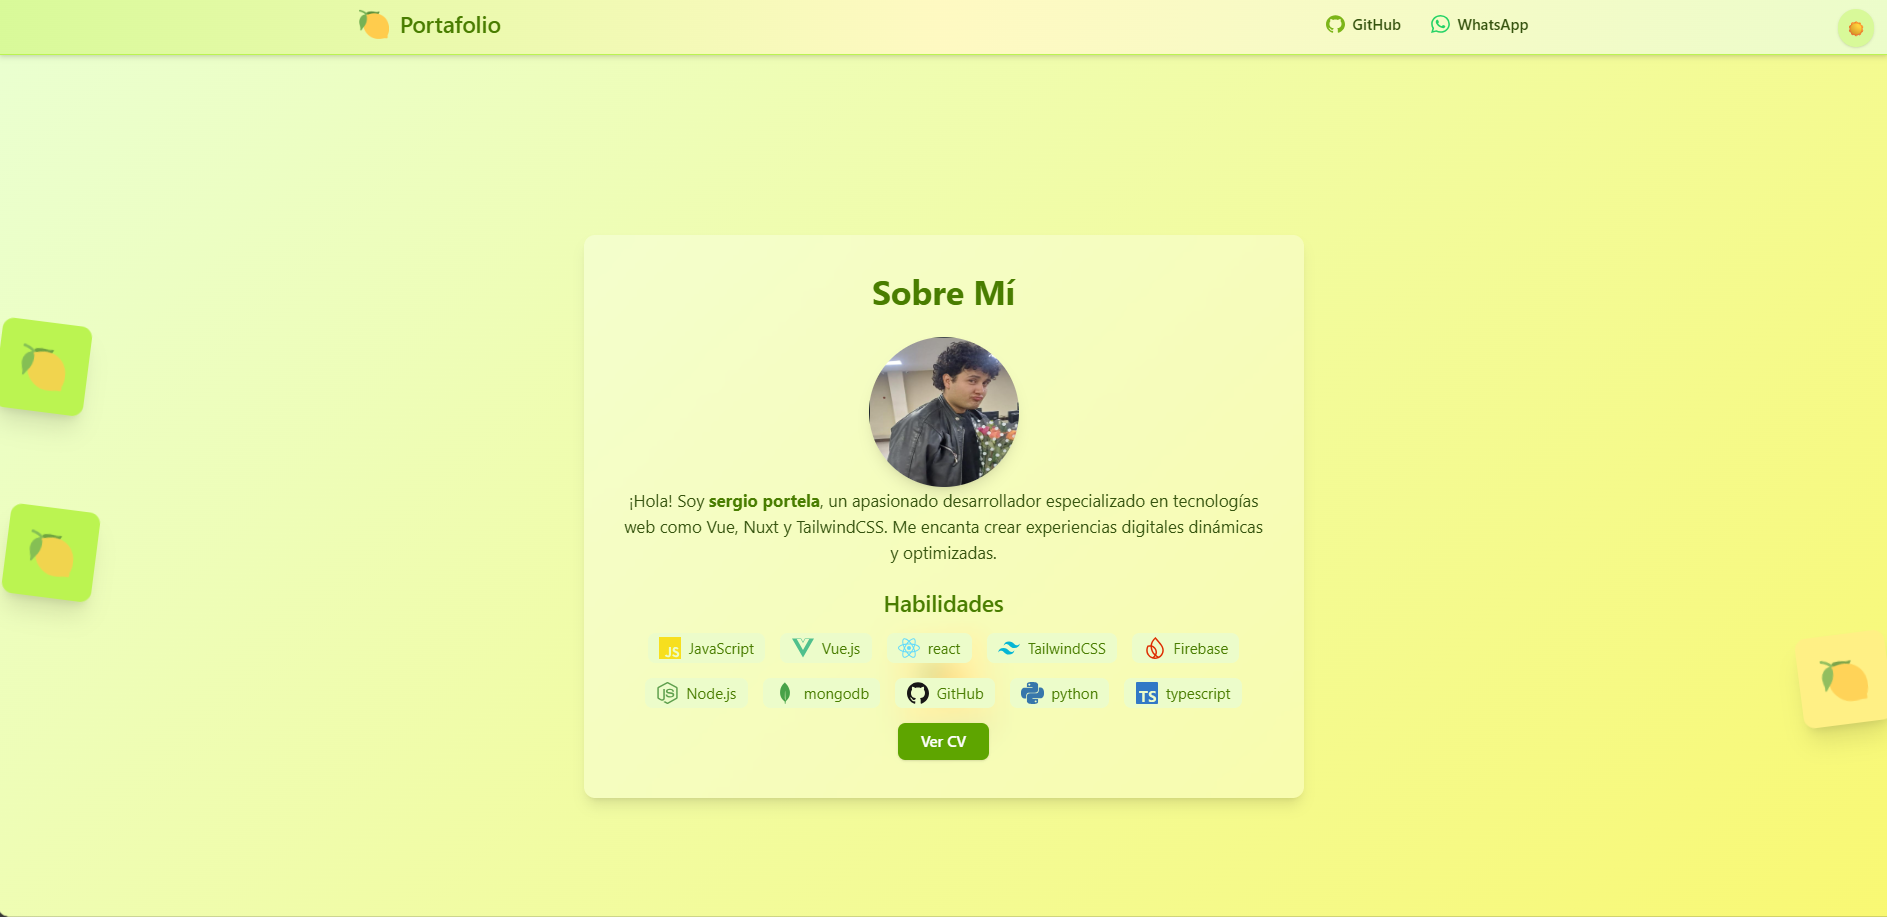 Portafolio
GitHub
WhatsApp
Sobre Mí
¡Hola! Soy sergio portela, un apasionado desarrollador especializado en tecnologías
web como Vue, Nuxt y TailwindCSS. Me encanta crear experiencias digitales dinámicas
y optimizadas.
Habilidades
JS JavaScript
Vue.js
react
TailwindCSS
Firebase
JS Node.js
mongodb
GitHub
python
TS typescript
Ver CV